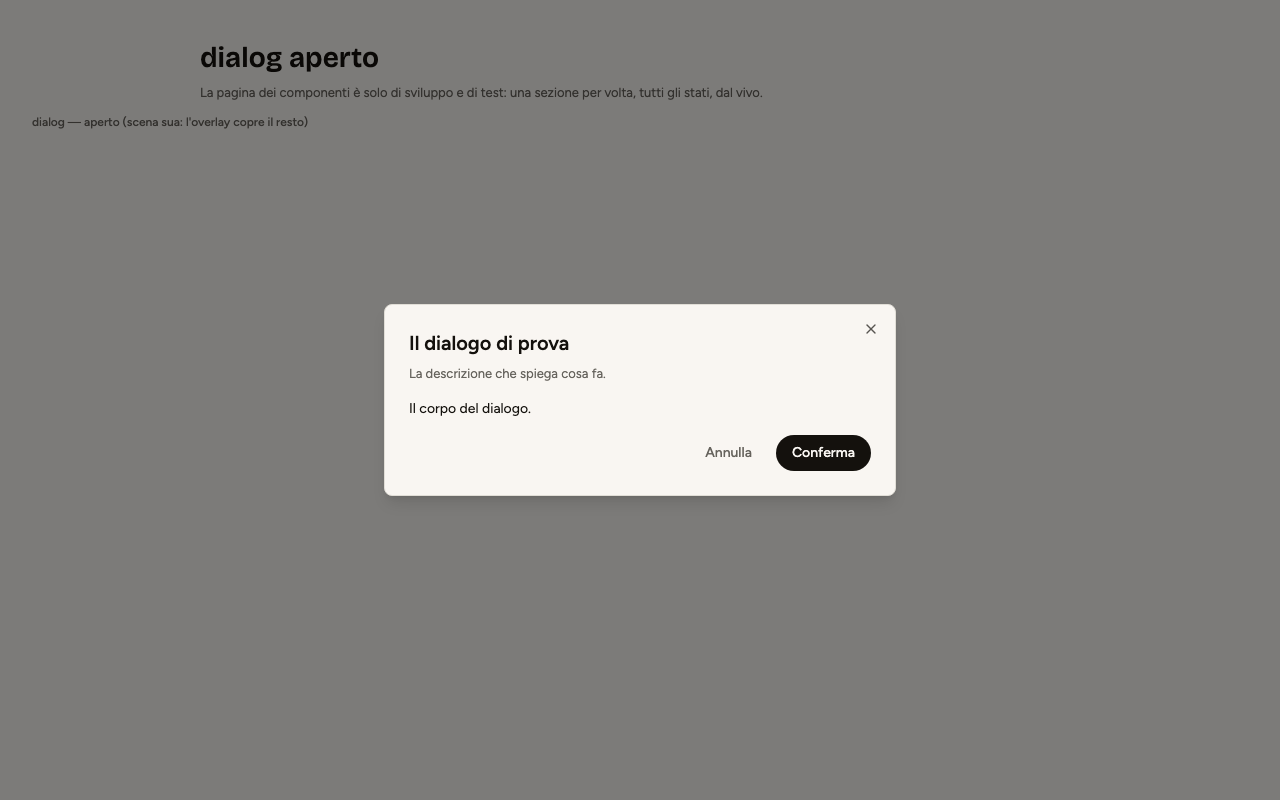 dialog aperto
La pagina dei componenti è solo di sviluppo e di test: una sezione per volta, tutti gli stati, dal vivo.
dialog — aperto (scena sua: l'overlay copre il resto)
Il dialogo di prova
La descrizione che spiega cosa fa.
Il corpo del dialogo.
Annulla
Conferma